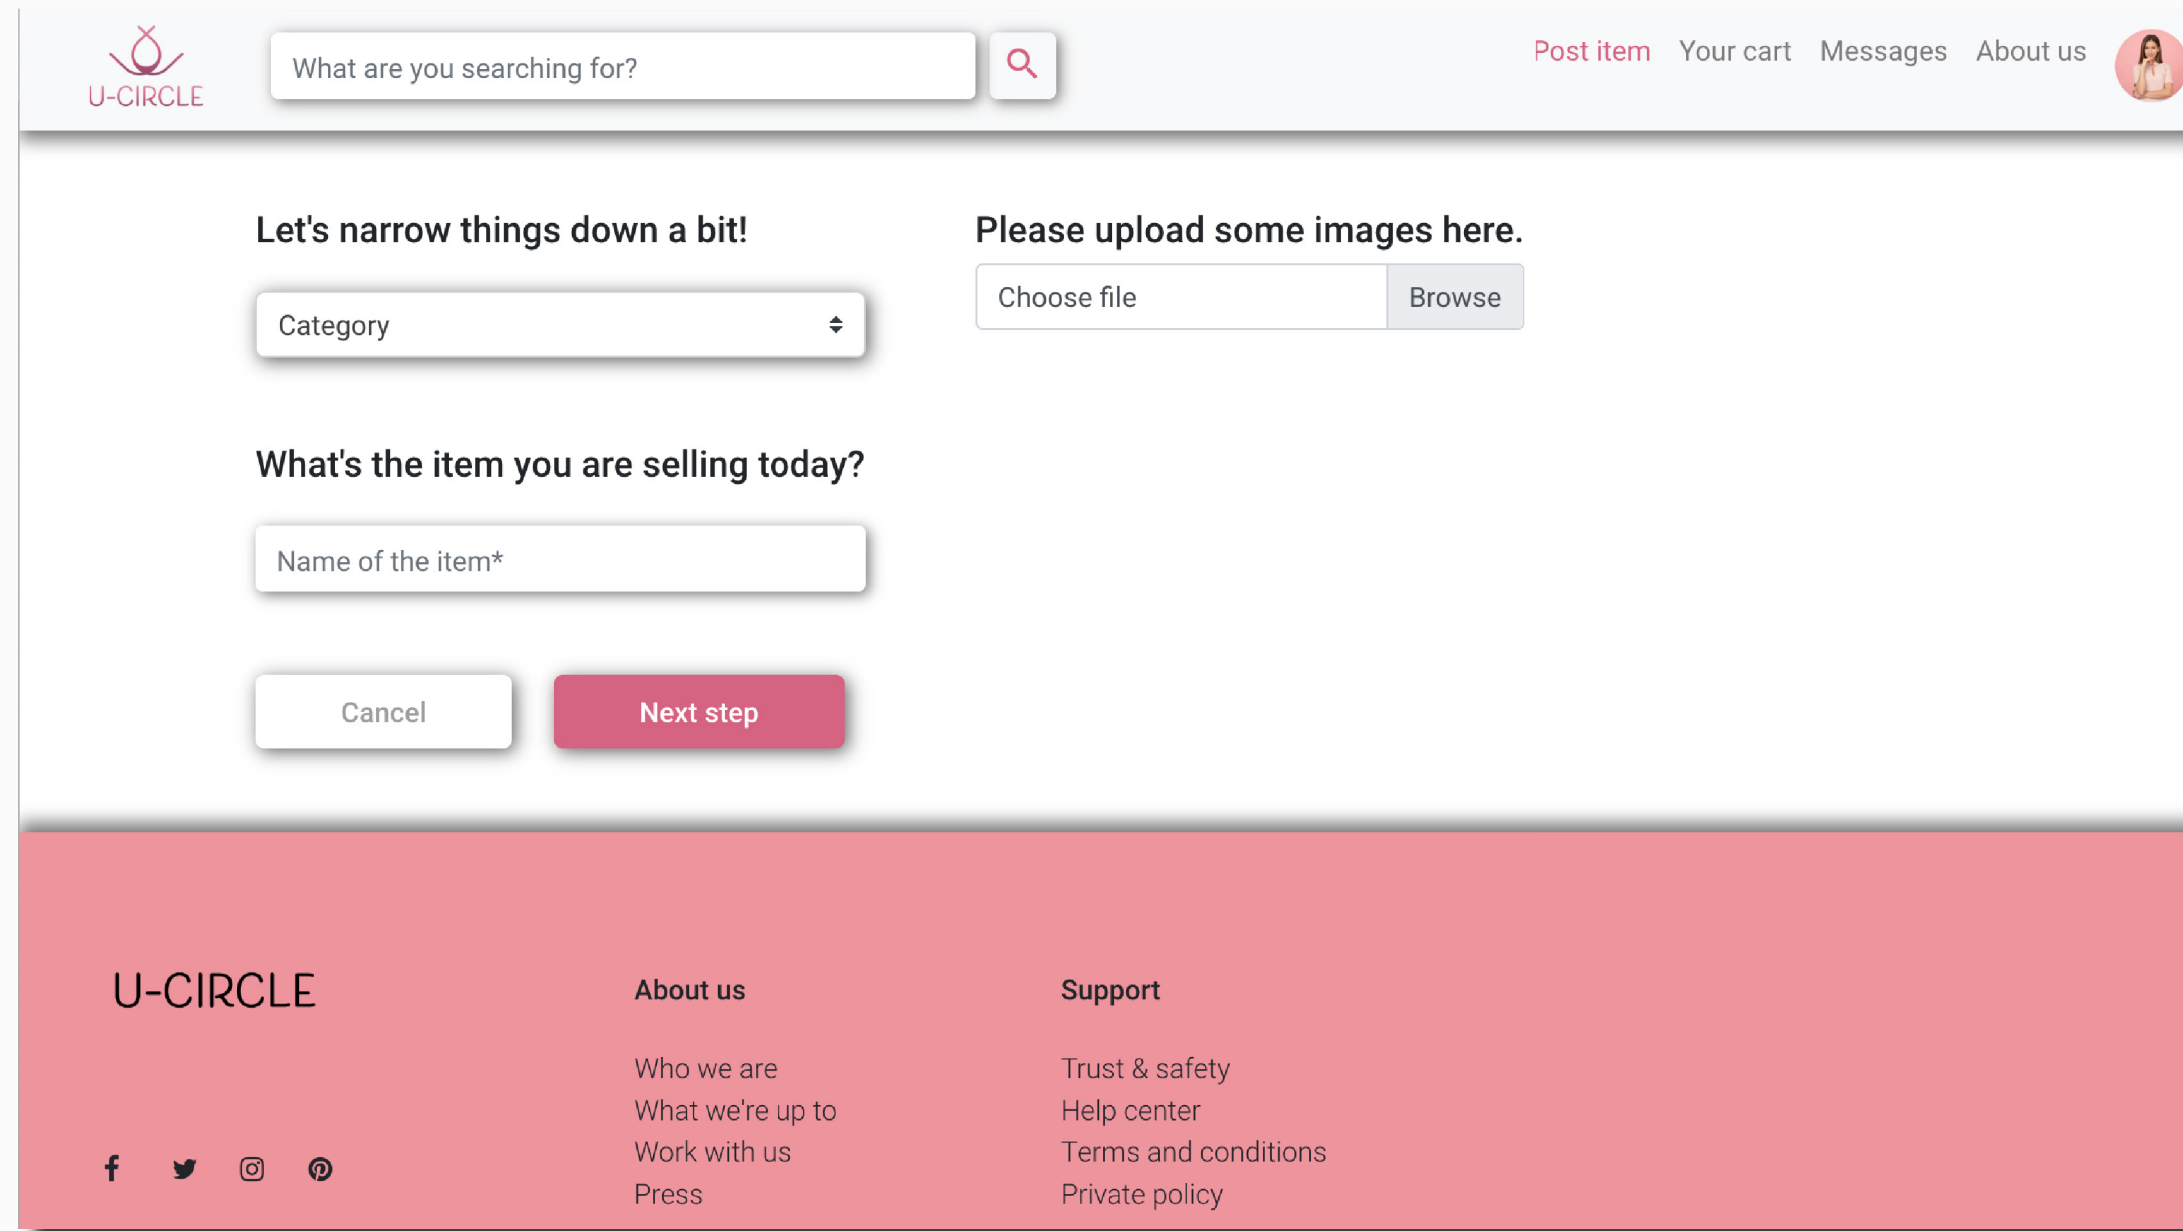 U-CIRCLE
What are you searching for?
Post item
Your cart
Messages
About us
Let's narrow things down a bit!
Category
What's the item you are selling today?
Name of the item*
Cancel
Next step
Please upload some images here.
Choose file
Browse
U-CIRCLE
About us
Who we are
What we're up to
Work with us
Press
Support
Trust & safety
Help center
Terms and conditions
Private policy